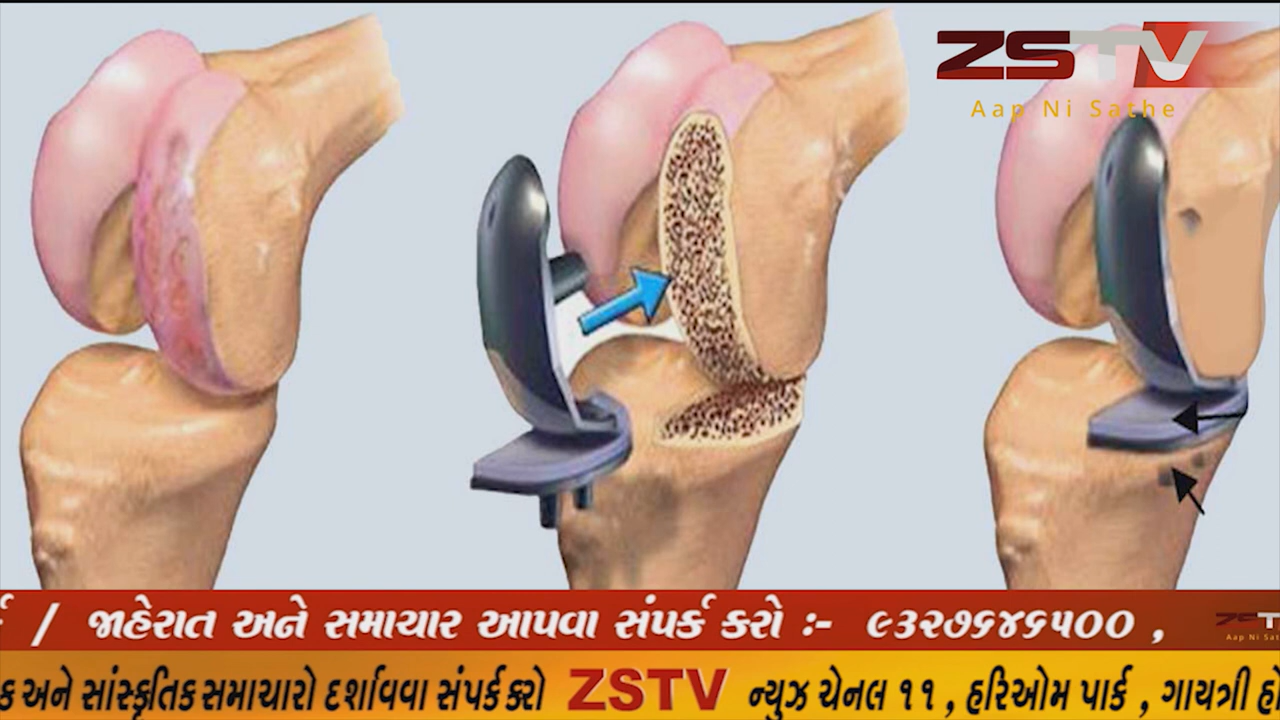 ZSTV
Aap Ni Sathe
/ જાહેરાત અને સમાચાર આપવા સંપર્ક કરો :- ૯૩૨૭૬૪૬૫૦૦ ,
ZST
Aap Ni Sat
ક અને સાંસ્કૃતિક સમાચારો દર્શાવવા સંપર્ક કરો ZSTV ન્યુઝ ચેનલ ૧૧ , હરિઓમ પાર્ક , ગાયત્રી હો